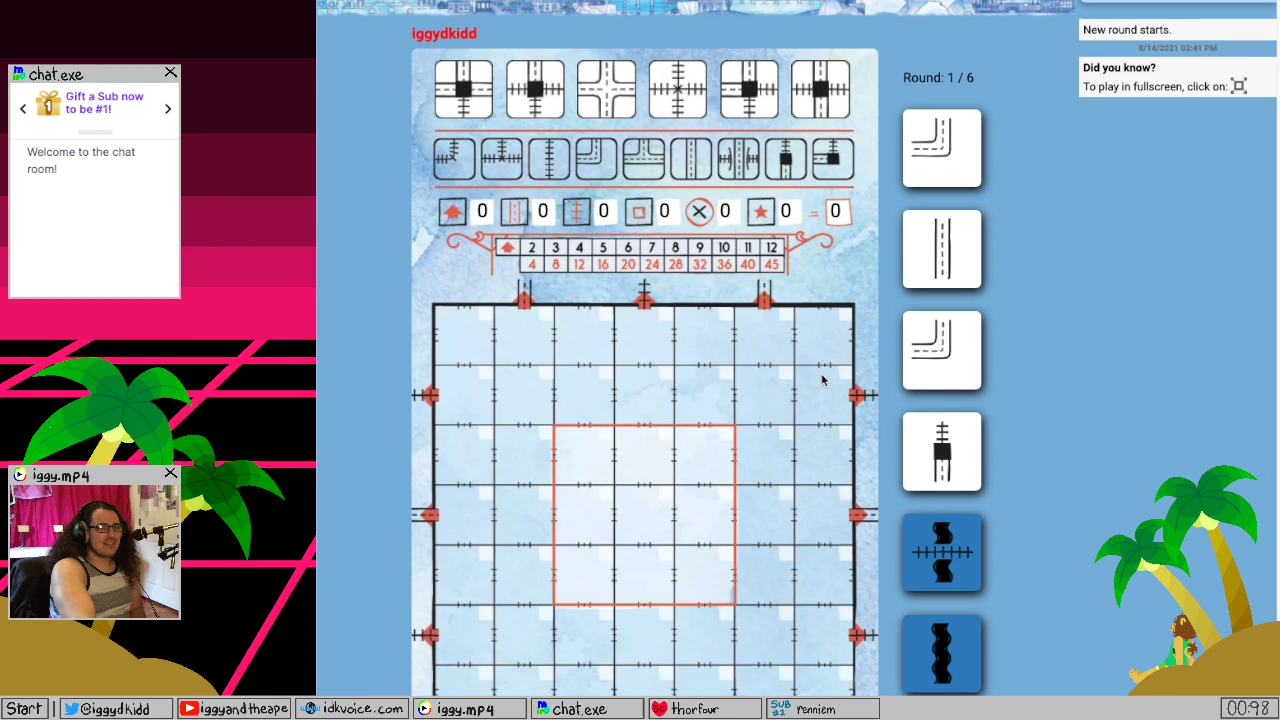 iggydkidd
Round: 1 / 6
New round starts.
8/14/2021 03:41 PM
Did you know?
To play in fullscreen, click on:
chat.exe
Gift a Sub now
to be #1!
1
Welcome to the chat
room!
0 0 0 0 0 0 = 0
2 3 4 5 6 7 8 9 10 11 12
4 8 12 16 20 24 28 32 36 40 45
iggy.mp4
Start | iggydkidd iggyandtheape idkvoice.com iggy.mp4 chat.exe thorfour SUB #1 renniem 00:98